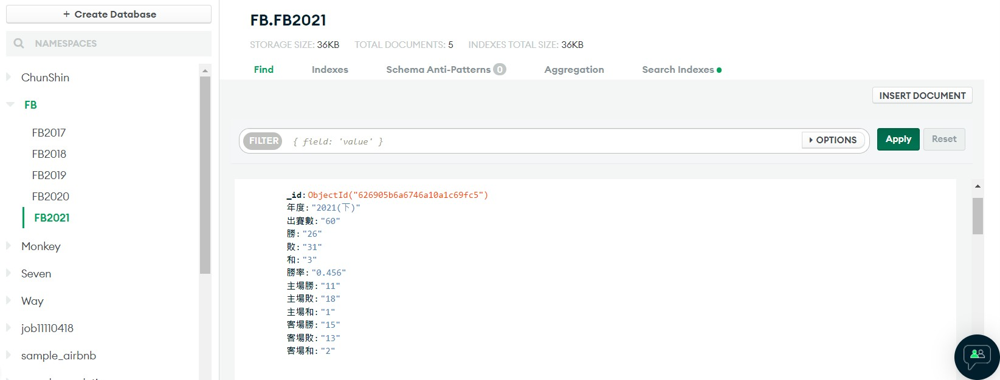 + Create Database
NAMESPACES
ChunShin
FB
FB2017
FB2018
FB2019
FB2020
FB2021
Monkey
Seven
Way
job11110418
sample_airbnb
FB.FB2021
STORAGE SIZE: 36KB TOTAL DOCUMENTS: 5 INDEXES TOTAL SIZE: 36KB
Find Indexes Schema Anti-Patterns 0 Aggregation Search Indexes
INSERT DOCUMENT
FILTER { field: 'value' } OPTIONS Apply Reset
_id: ObjectId("626905b6a6746a10a1c69fc5")
年度: "2021(下)"
出賽數: "60"
勝: "26"
敗: "31"
和: "3"
勝率: "0.456"
主場勝: "11"
主場敗: "18"
主場和: "1"
客場勝: "15"
客場敗: "13"
客場和: "2"